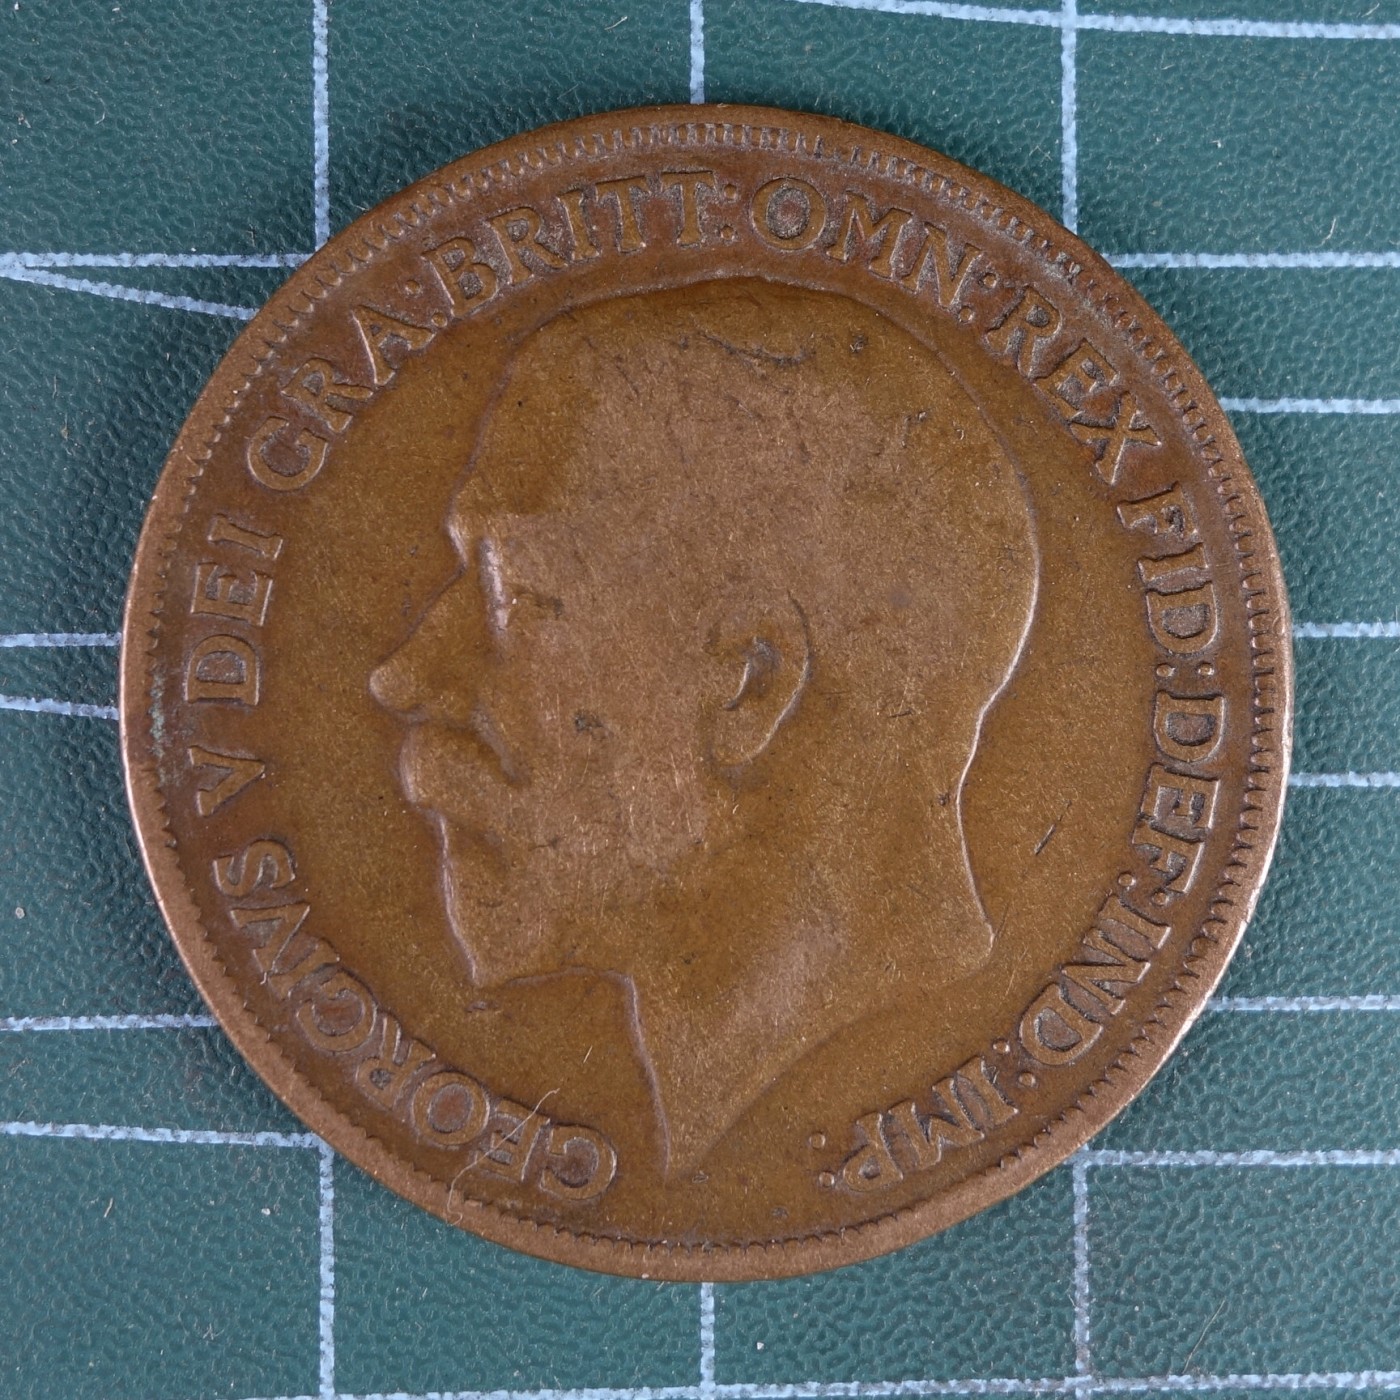 GEORGIVS V DEI GRA: BRITT: OMN: REX FID: DEF: IND: IMP: